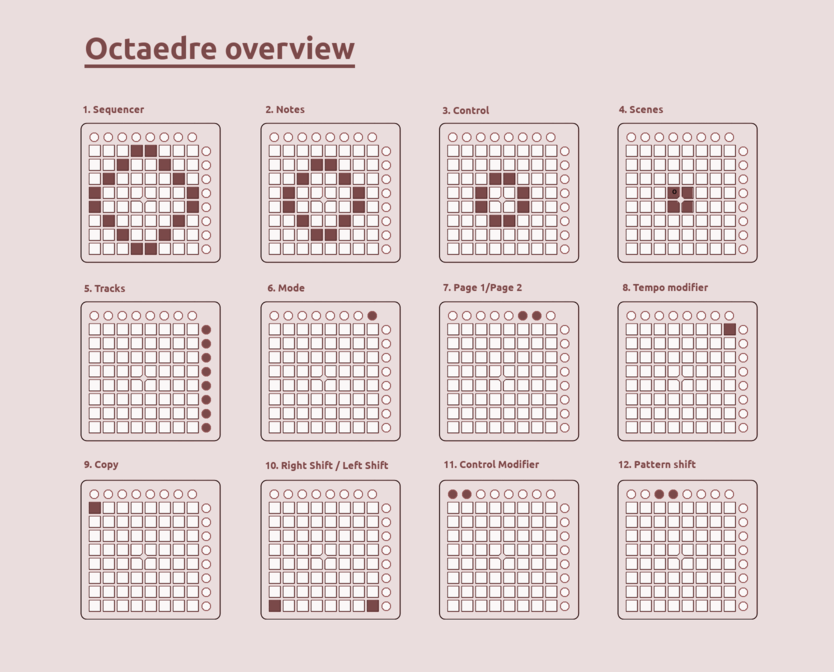 Octaedre overview
1. Sequencer
2. Notes
3. Control
4. Scenes
5. Tracks
6. Mode
7. Page 1/Page 2
8. Tempo modifier
9. Copy
10. Right Shift / Left Shift
11. Control Modifier
12. Pattern shift